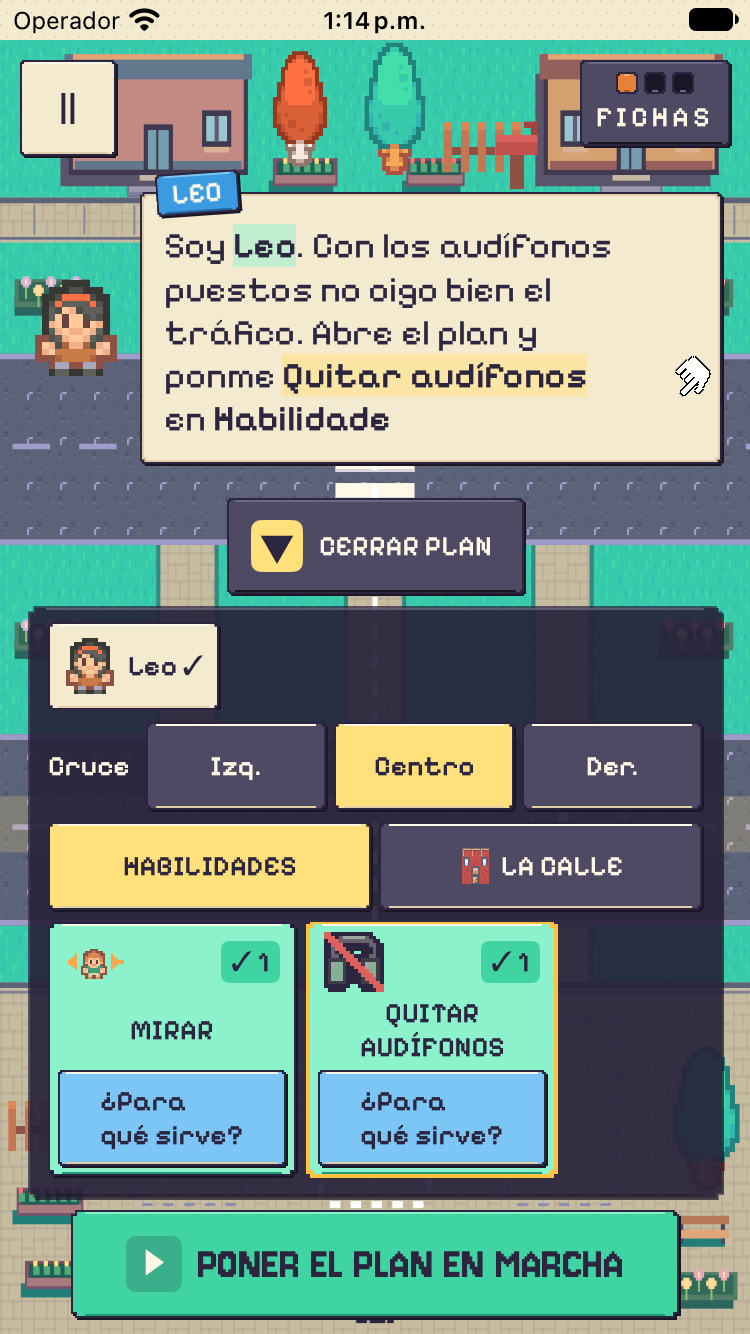 Operador
1:14 p.m.
FICHAS
LEO
Soy Leo. Con los audífonos
puestos no oigo bien el
tráfico. Abre el plan y
ponme Quitar audífonos
en Habilidade
CERRAR PLAN
Leo ✓
Cruce
Izq.
Centro
Der.
HABILIDADES
LA CALLE
✓ 1
MIRAR
¿Para
qué sirve?
✓ 1
QUITAR
AUDÍFONOS
¿Para
qué sirve?
PONER EL PLAN EN MARCHA